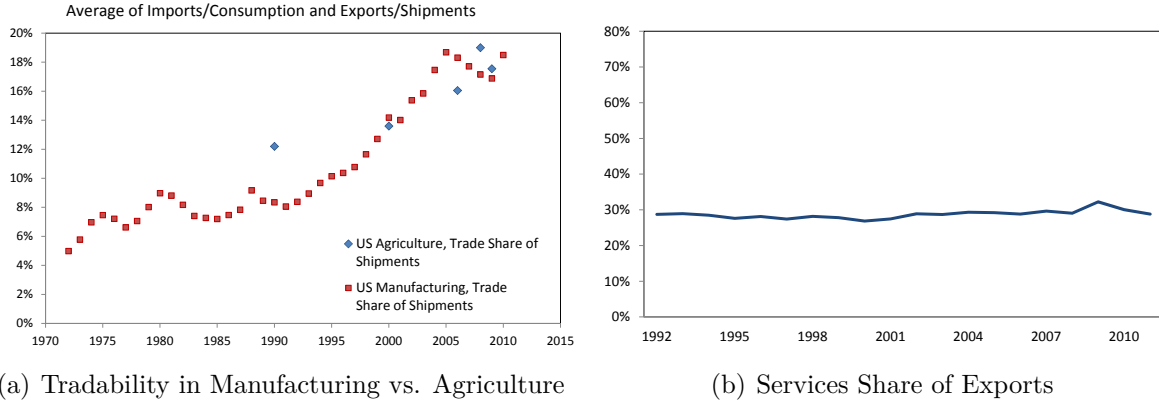 Average of Imports/Consumption and Exports/Shipments
20%
18%
16%
14%
12%
10%
8%
6%
4%
2%
0%
1970 1975 1980 1985 1990 1995 2000 2005 2010 2015
US Agriculture, Trade Share of
Shipments
US Manufacturing, Trade
Share of Shipments
a) Tradability in Manufacturing vs. Agriculture
80%
70%
60%
50%
40%
30%
20%
10%
0%
1992 1995 1998 2001 2004 2007 2010
(b) Services Share of Exports